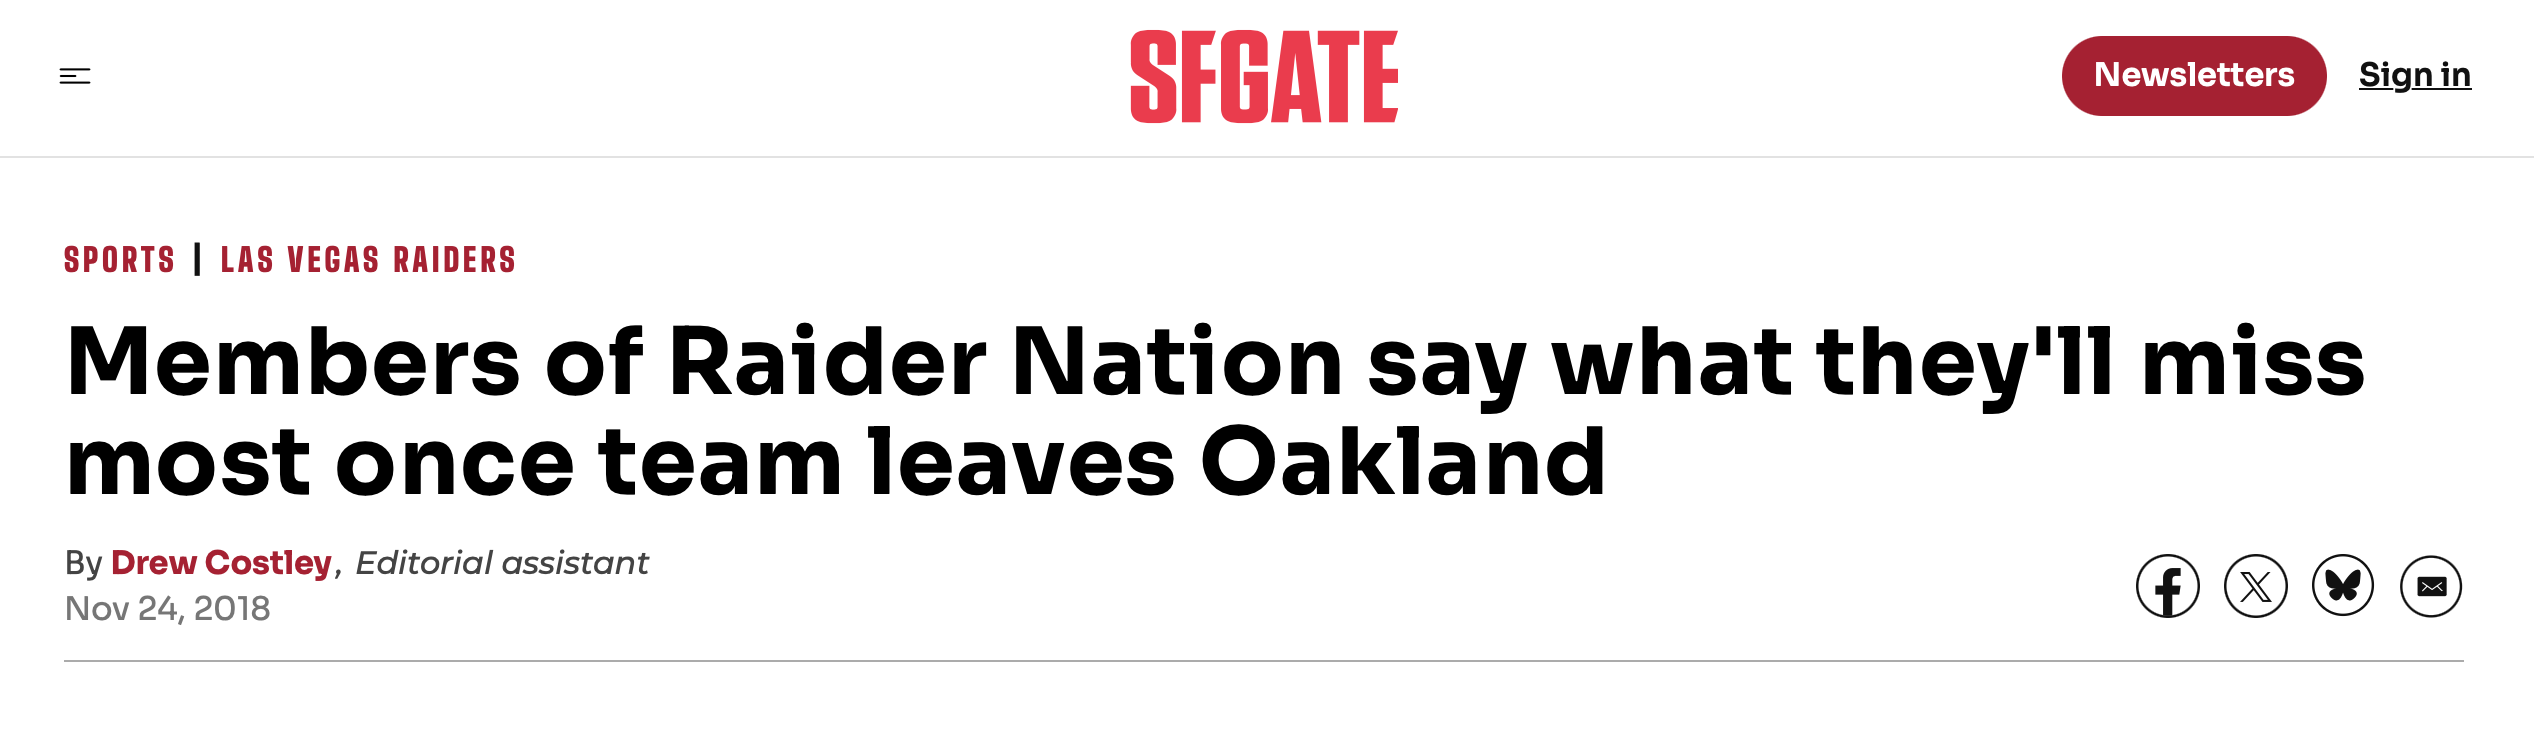 SFGATE
Newsletters
Sign in
SPORTS | LAS VEGAS RAIDERS
Members of Raider Nation say what they'll miss
most once team leaves Oakland
By Drew Costley, Editorial assistant
Nov 24, 2018